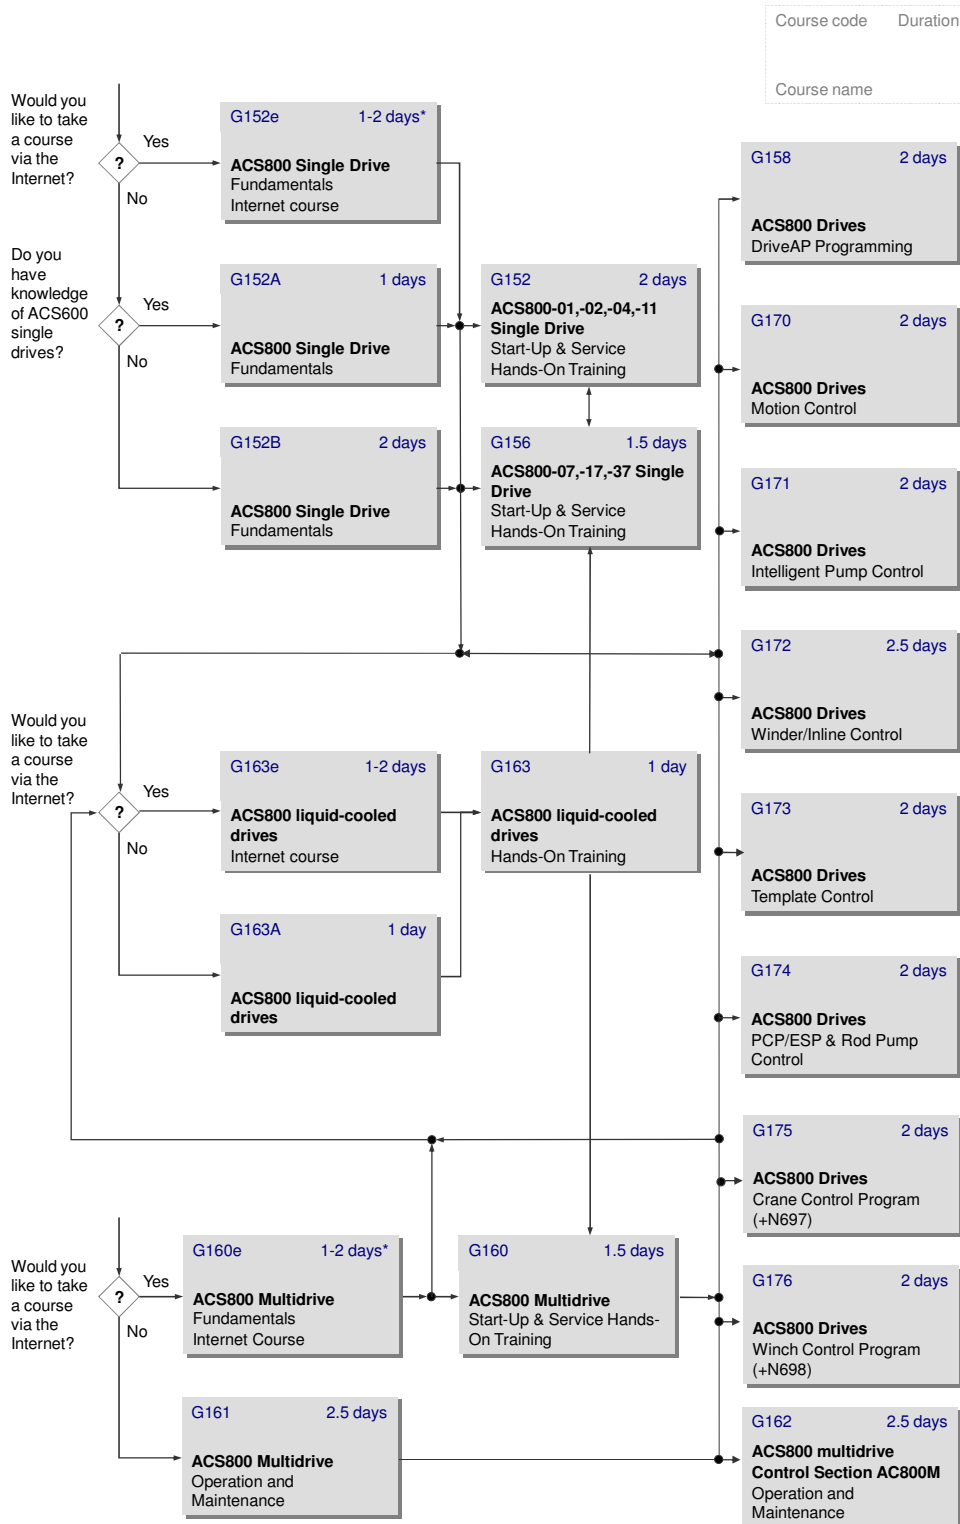 Course code Duration
Course name
Would you
like to take
a course
via the
Internet?
?
Yes
No
G152e 1-2 days*
ACS800 Single Drive
Fundamentals
Internet course
G158 2 days
ACS800 Drives
DriveAP Programming
Do you
have
knowledge
of ACS600
single
drives?
?
Yes
No
G152A 1 days
ACS800 Single Drive
Fundamentals
G152 2 days
ACS800-01,-02,-04,-11
Single Drive
Start-Up & Service
Hands-On Training
G170 2 days
ACS800 Drives
Motion Control
G152B 2 days
ACS800 Single Drive
Fundamentals
G156 1.5 days
ACS800-07,-17,-37 Single
Drive
Start-Up & Service
Hands-On Training
G171 2 days
ACS800 Drives
Intelligent Pump Control
G172 2.5 days
ACS800 Drives
Winder/Inline Control
Would you
like to take
a course
via the
Internet?
?
Yes
No
G163e 1-2 days
ACS800 liquid-cooled
drives
Internet course
G163 1 day
ACS800 liquid-cooled
drives
Hands-On Training
G173 2 days
ACS800 Drives
Template Control
G163A 1 day
ACS800 liquid-cooled
drives
G174 2 days
ACS800 Drives
PCP/ESP & Rod Pump
Control
G175 2 days
ACS800 Drives
Crane Control Program
(+N697)
Would you
like to take
a course
via the
Internet?
?
Yes
No
G160e 1-2 days*
ACS800 Multidrive
Fundamentals
Internet Course
G160 1.5 days
ACS800 Multidrive
Start-Up & Service Hands-
On Training
G176 2 days
ACS800 Drives
Winch Control Program
(+N698)
G161 2.5 days
ACS800 Multidrive
Operation and
Maintenance
G162 2.5 days
ACS800 multidrive
Control Section AC800M
Operation and
Maintenance